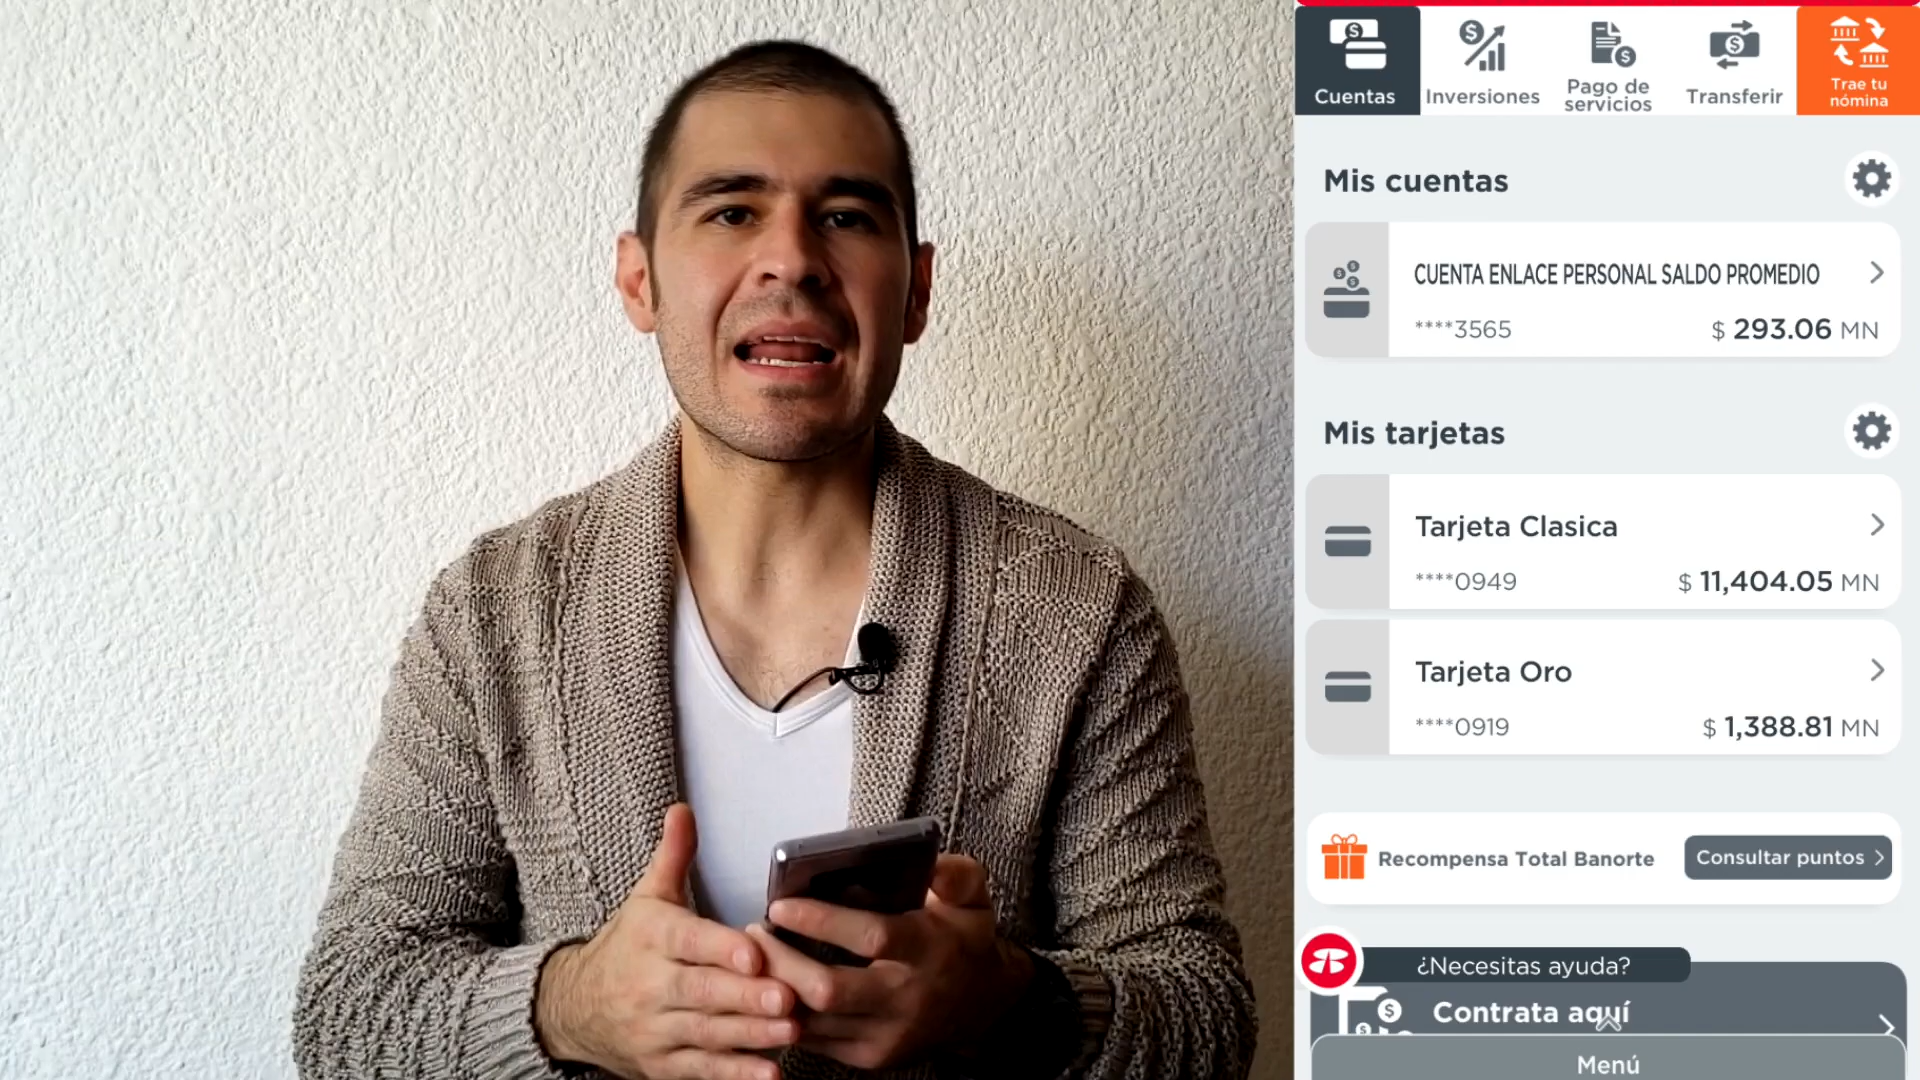 Cuentas
Inversiones
Pago de
servicios
Transferir
Trae tu
nómina
Mis cuentas
CUENTA ENLACE PERSONAL SALDO PROMEDIO
****3565
$ 293.06 MN
Mis tarjetas
Tarjeta Clasica
****0949
$ 11,404.05 MN
Tarjeta Oro
****0919
$ 1,388.81 MN
Recompensa Total Banorte
Consultar puntos
¿Necesitas ayuda?
Contrata aquí
Menú